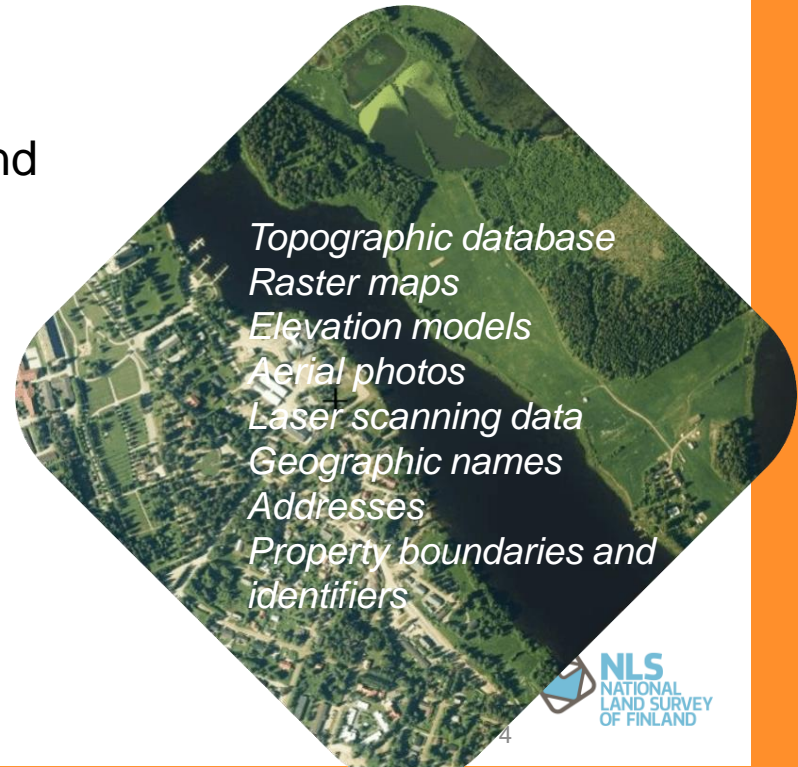 nd
Topographic database
Raster maps
Elevation models
Aerial photos
Laser scanning data
Geographic names
Addresses
Property boundaries and
identifiers
NLS
NATIONAL
LAND SURVEY
OF FINLAND
4